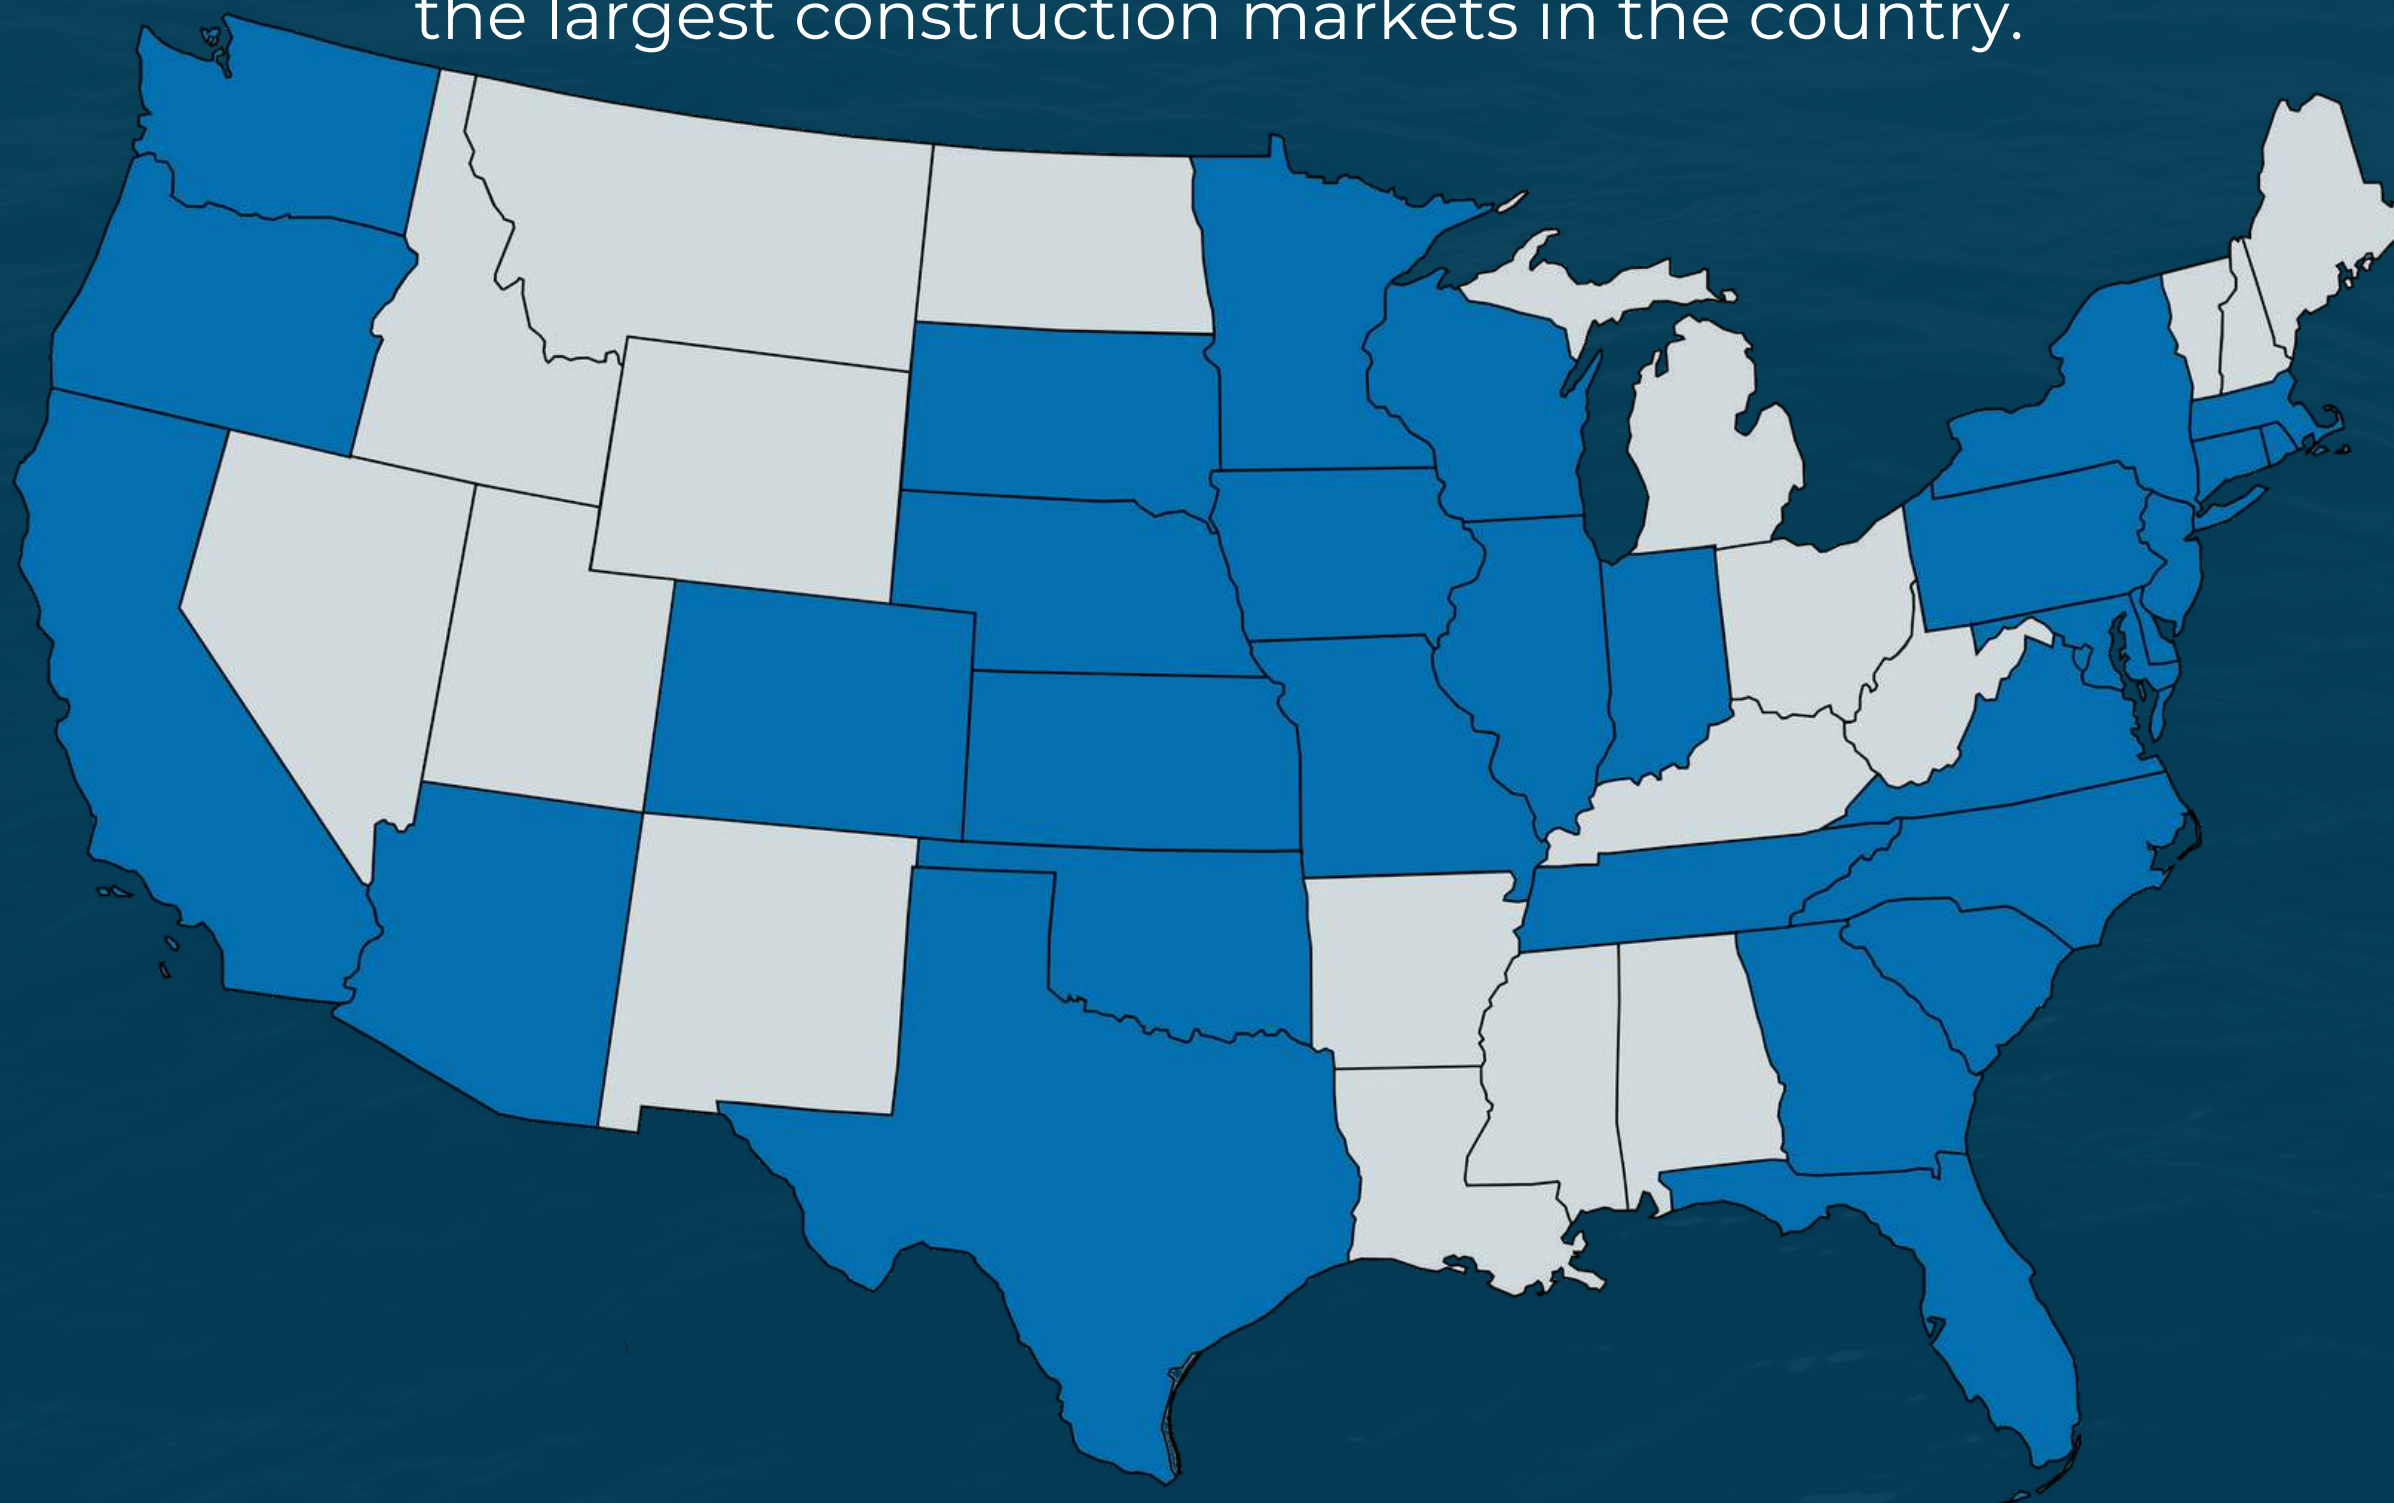 the largest construction markets in the country.